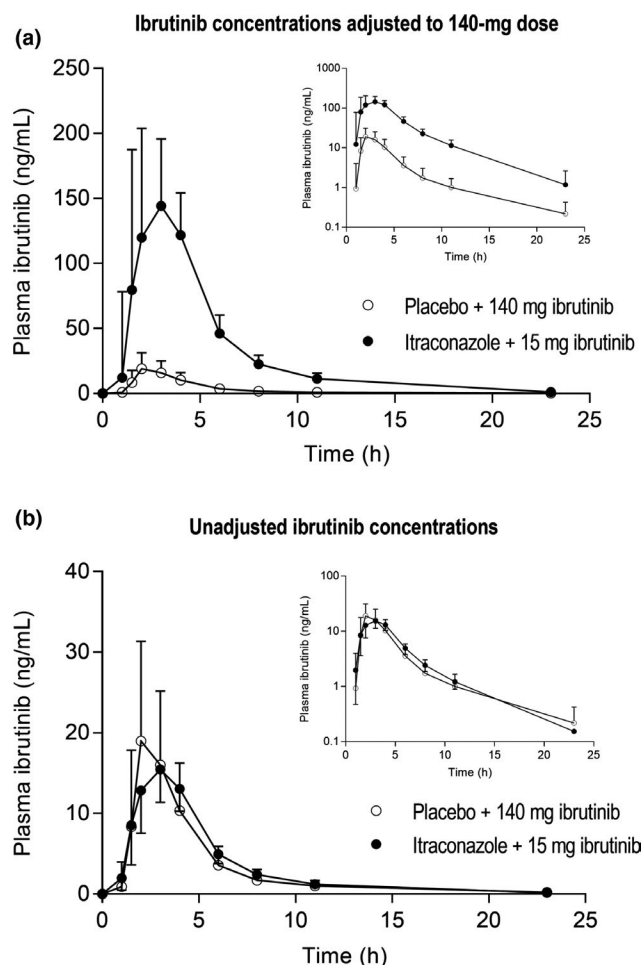 (a)
Ibrutinib concentrations adjusted to 140-mg dose
Plasma ibrutinib (ng/mL)
250
200
150
100
50
0
0
5
10
15
20
25
Time (h)
Plasma ibrutinib (ng/mL)
1000
100
10
1
0.1
0
5
10
15
20
25
Time (h)
Placebo + 140 mg ibrutinib
Itraconazole + 15 mg ibrutinib
(b)
Unadjusted ibrutinib concentrations
Plasma ibrutinib (ng/mL)
40
30
20
10
0
0
5
10
15
20
25
Time (h)
Plasma ibrutinib (ng/mL)
100
10
1
0.1
0
5
10
15
20
25
Time (h)
Placebo + 140 mg ibrutinib
Itraconazole + 15 mg ibrutinib